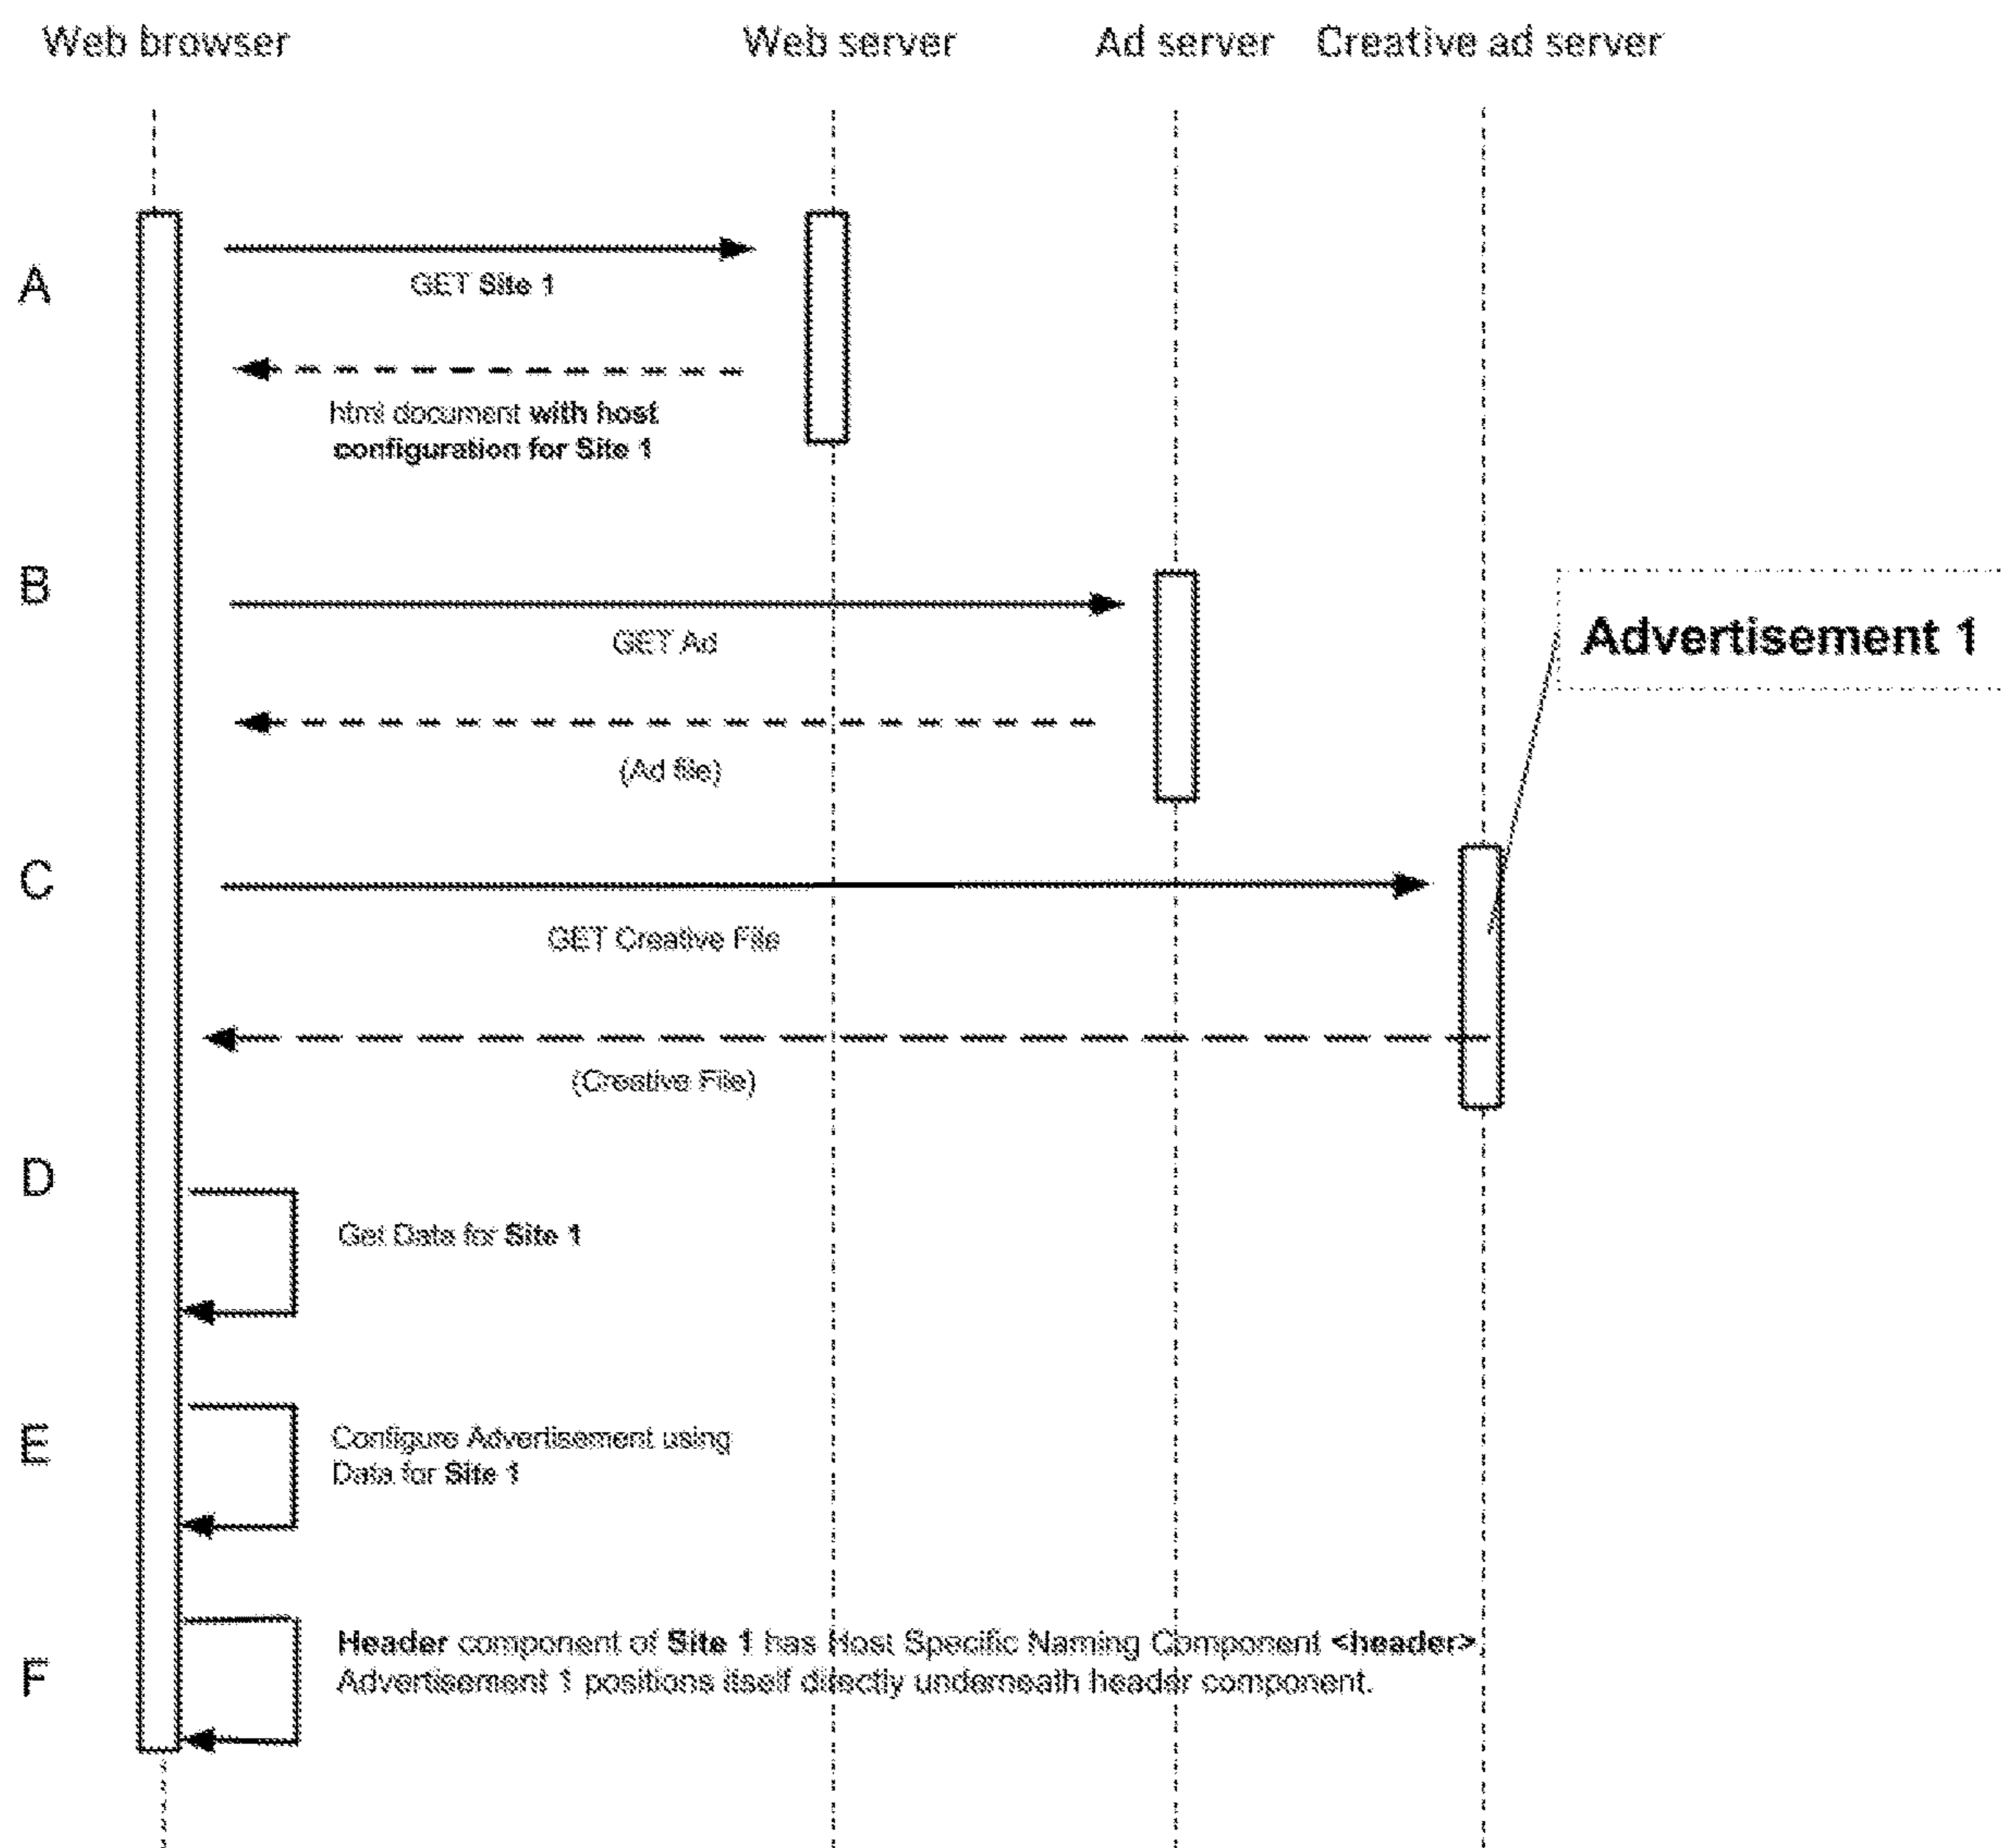 Web browser
Web server
Ad server
Creative ad server
A
GET Site 1
html document with host
configuration for Site 1
B
GET Ad
Advertisement 1
(Ad file)
C
GET Creative File
(Creative File)
D
Get Data for Site 1
E
Configure Advertisement using
Data for Site 1
F
Header component of Site 1 has Host Specific Naming Component <header>.
Advertisement 1 positions itself directly underneath header component.